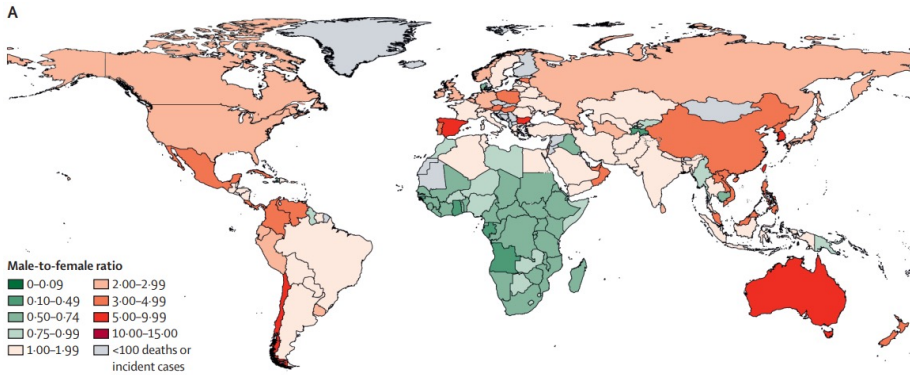 A
Male-to-female ratio
0–0·09
0·10–0·49
0·50–0·74
0·75–0·99
1·00–1·99
2·00–2·99
3·00–4·99
5·00–9·99
10·00–15·00
<100 deaths or
incident cases